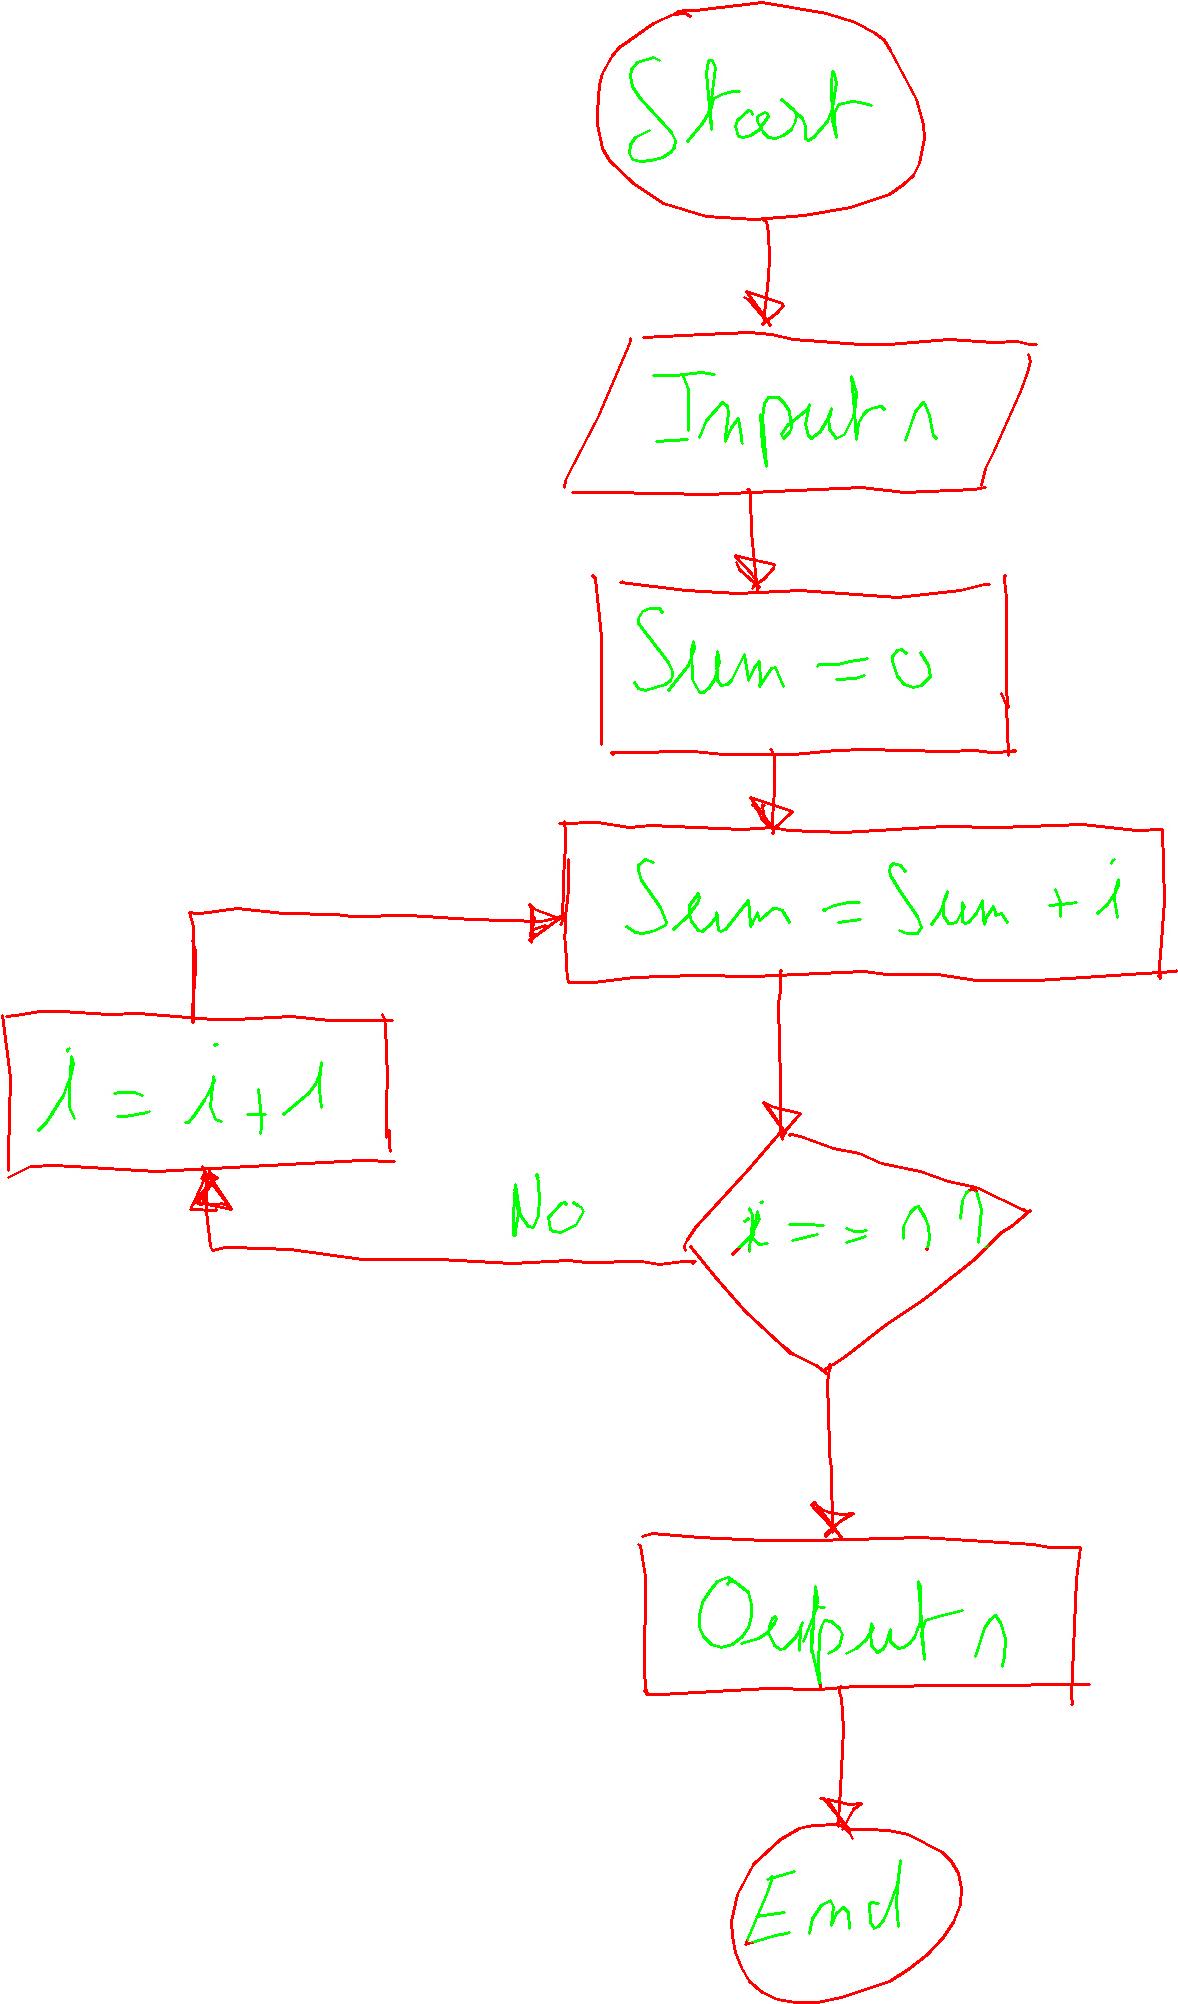 Start
Input n
Sum = 0
Sum = Sum + i
i = i + 1
No
i == n ?
Output n
End